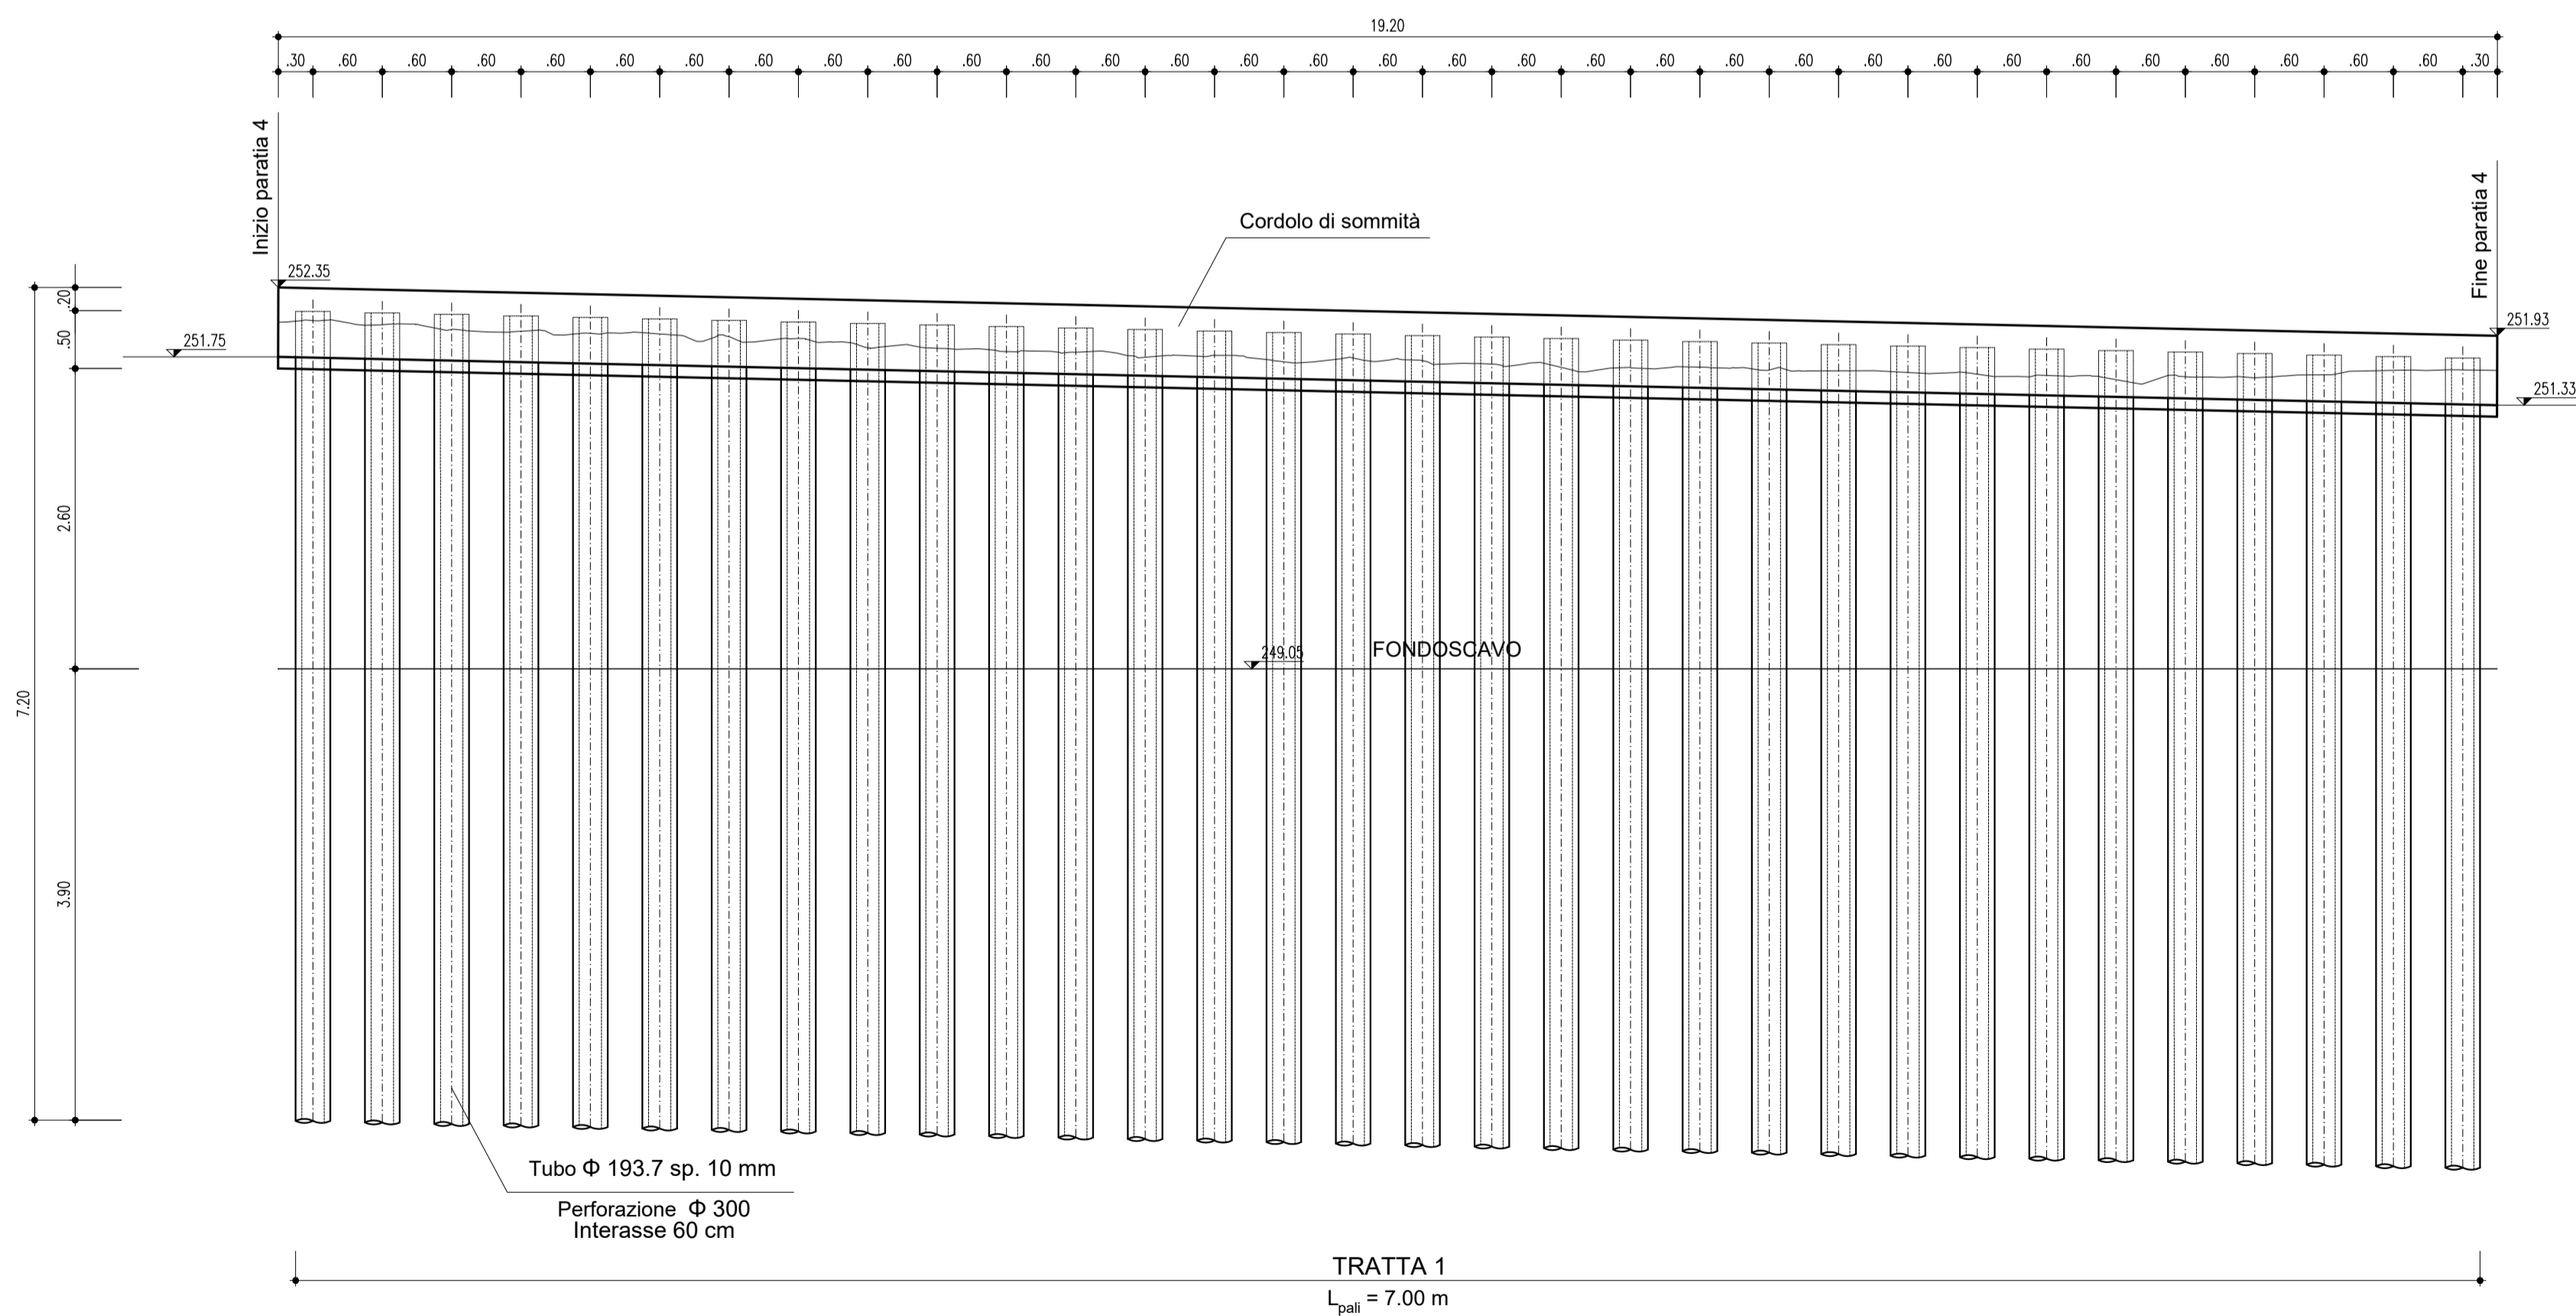 19.20
.30 .60 .60 .60 .60 .60 .60 .60 .60 .60 .60 .60 .60 .60 .60 .60 .60 .60 .60 .60 .60 .60 .60 .60 .60 .60 .60 .60 .60 .60 .60 .60 .30
Inizio paratia 4
Fine paratia 4
Cordolo di sommità
252.35
.20
251.93
.50
251.75
251.33
2.60
249.05
FONDOSCAVO
7.20
3.90
Tubo Φ 193.7 sp. 10 mm
Perforazione Φ 300
Interasse 60 cm
TRATTA 1
Lpali = 7.00 m